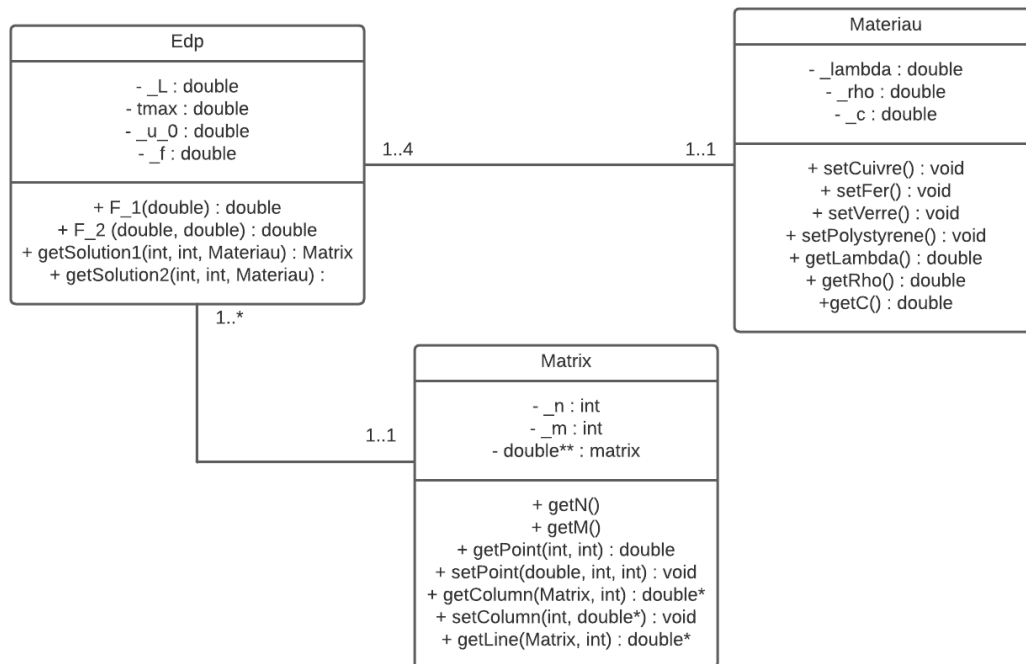 Edp
- _L : double
- tmax : double
- _u_0 : double
- _f : double
+ F_1(double) : double
+ F_2 (double, double) : double
+ getSolution1(int, int, Materiau) : Matrix
+ getSolution2(int, int, Materiau) :
1..4
1..1
Materiau
- _lambda : double
- _rho : double
- _c : double
+ setCuivre() : void
+ setFer() : void
+ setVerre() : void
+ setPolystyrene() : void
+ getLambda() : double
+ getRho() : double
+getC() : double
1..*
1..1
Matrix
- _n : int
- _m : int
- double** : matrix
+ getN()
+ getM()
+ getPoint(int, int) : double
+ setPoint(double, int, int) : void
+ getColumn(Matrix, int) : double*
+ setColumn(int, double*) : void
+ getLine(Matrix, int) : double*